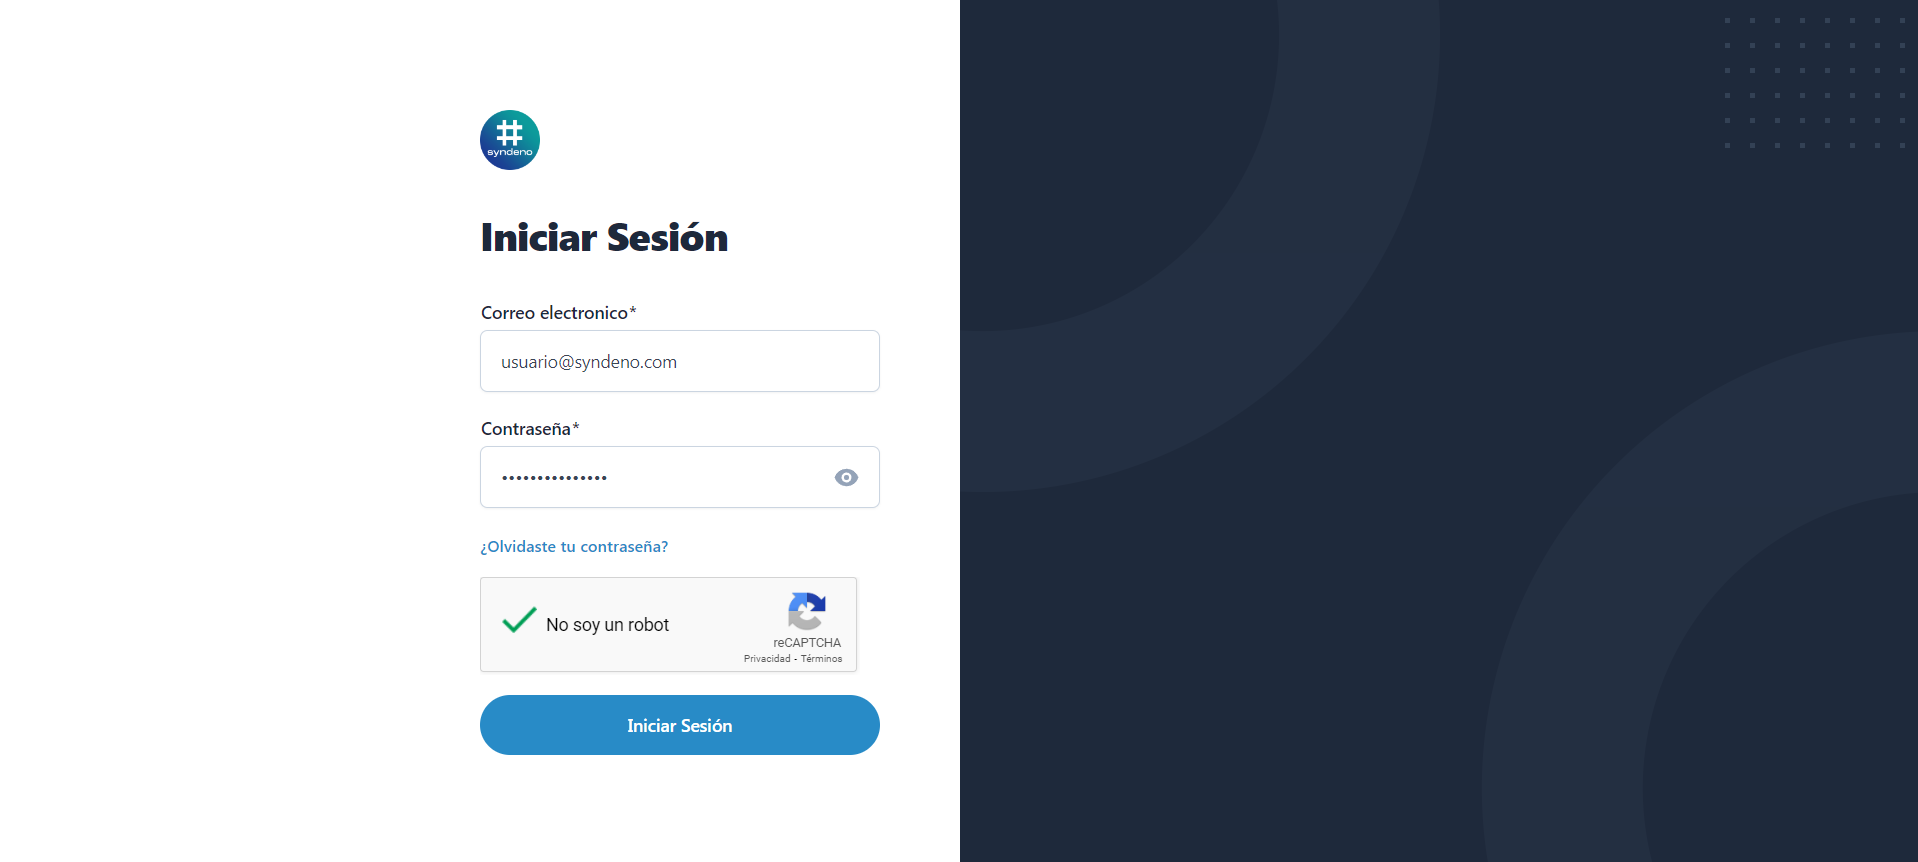 #
syndeno
Iniciar Sesión
Correo electronico*
usuario@syndeno.com
Contraseña*
•••••••••••••••
¿Olvidaste tu contraseña?
No soy un robot
reCAPTCHA
Privacidad - Términos
Iniciar Sesión